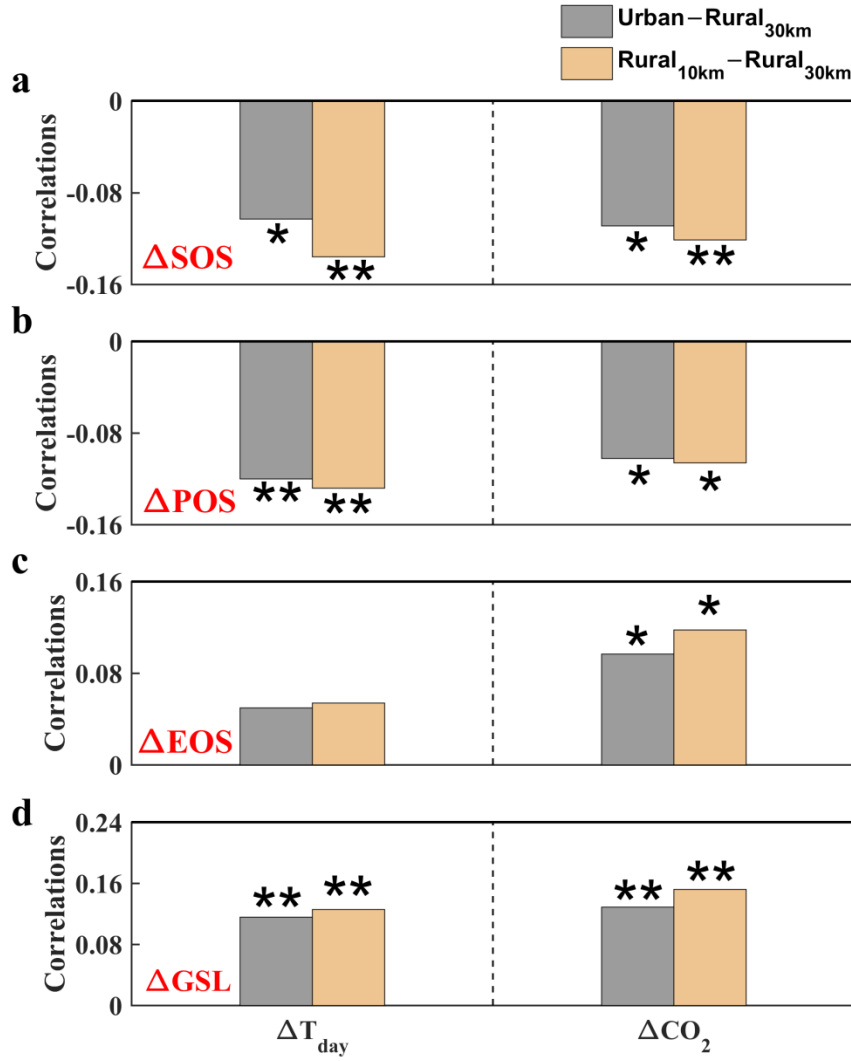 Urban−Rural30km
Rural10km−Rural30km
a
0
-0.08
-0.16
Correlations
ΔSOS
* ** * **
b
0
-0.08
-0.16
Correlations
ΔPOS
** ** * *
c
0.16
0.08
0
Correlations
ΔEOS
* *
d
0.24
0.16
0.08
0
Correlations
ΔGSL
** ** ** **
ΔTday ΔCO2